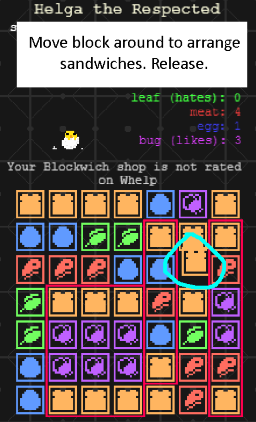 Helga the Respected
s
Move block around to arrange
sandwiches. Release.
leaf (hates): 0
meat: 4
egg: 1
bug (likes): 3
Your Blockwich shop is not rated
on Whelp